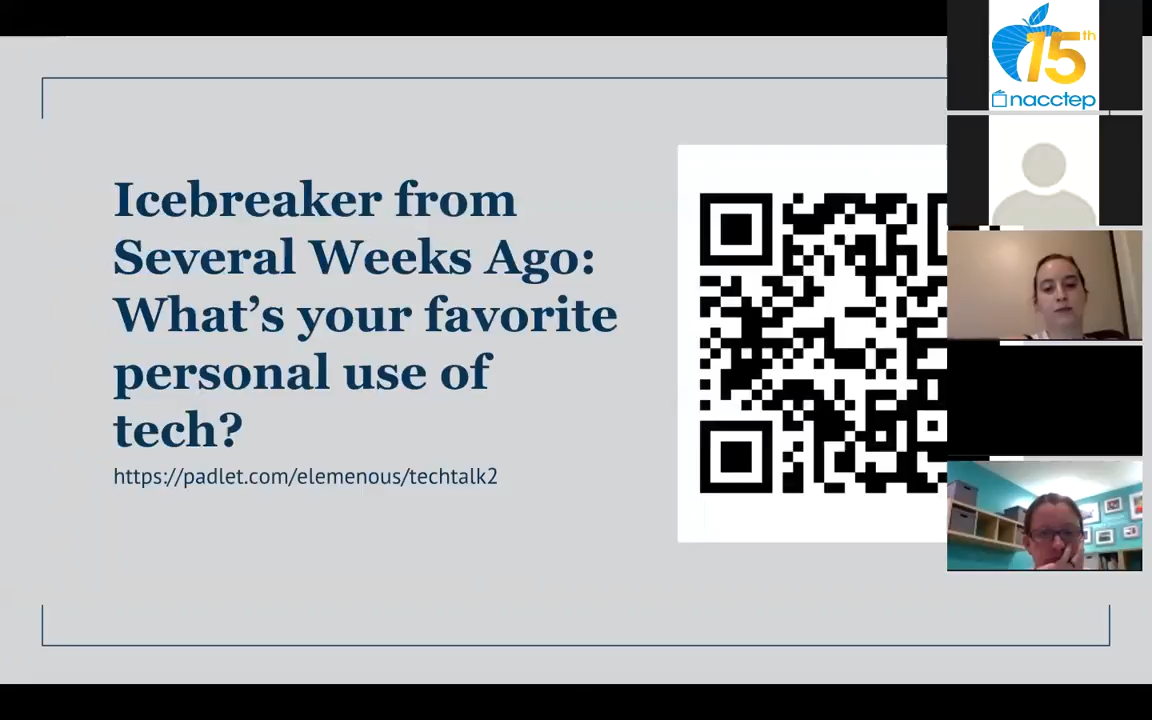 Icebreaker from
Several Weeks Ago:
What's your favorite
personal use of
tech?
https://padlet.com/elemenous/techtalk2
15th
nacctep